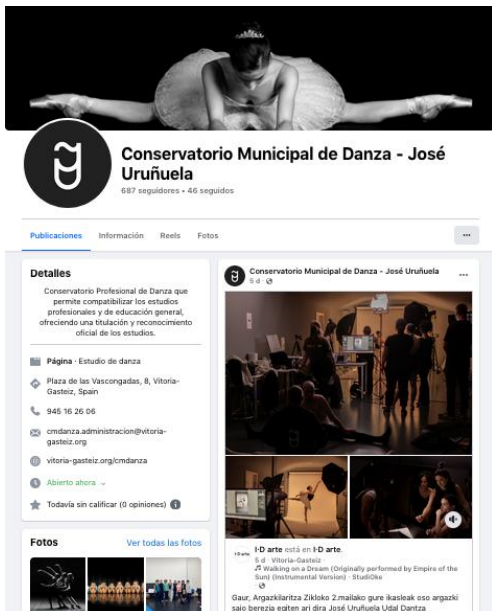 Conservatorio Municipal de Danza - José
Uruñuela
687 seguidores • 46 seguidos
Publicaciones
Información
Reels
Fotos
Detalles
Conservatorio Profesional de Danza que
permite compatibilizar los estudios
profesionales y de educación general,
ofreciendo una titulación y reconocimiento
oficial de los estudios.
Página · Estudio de danza
Plaza de las Vascongadas, 8, Vitoria-
Gasteiz, Spain
945 16 26 06
cmdanza.administracion@vitoria-
gasteiz.org
vitoria-gasteiz.org/cmdanza
Abierto ahora
Todavía sin calificar (0 opiniones)
Fotos
Ver todas las fotos
Conservatorio Municipal de Danza - José Uruñuela
5 d ·
I·D arte está en I·D arte.
5 d · Vitoria-Gasteiz ·
Walking on a Dream (Originally performed by Empire of the
Sun) (Instrumental Version) · StudiOke
Gaur, Argazkilaritza Zikloko 2.mailako gure ikasleak oso argazki
saio berezia egiten ari dira José Uruñuela Udal Dantza